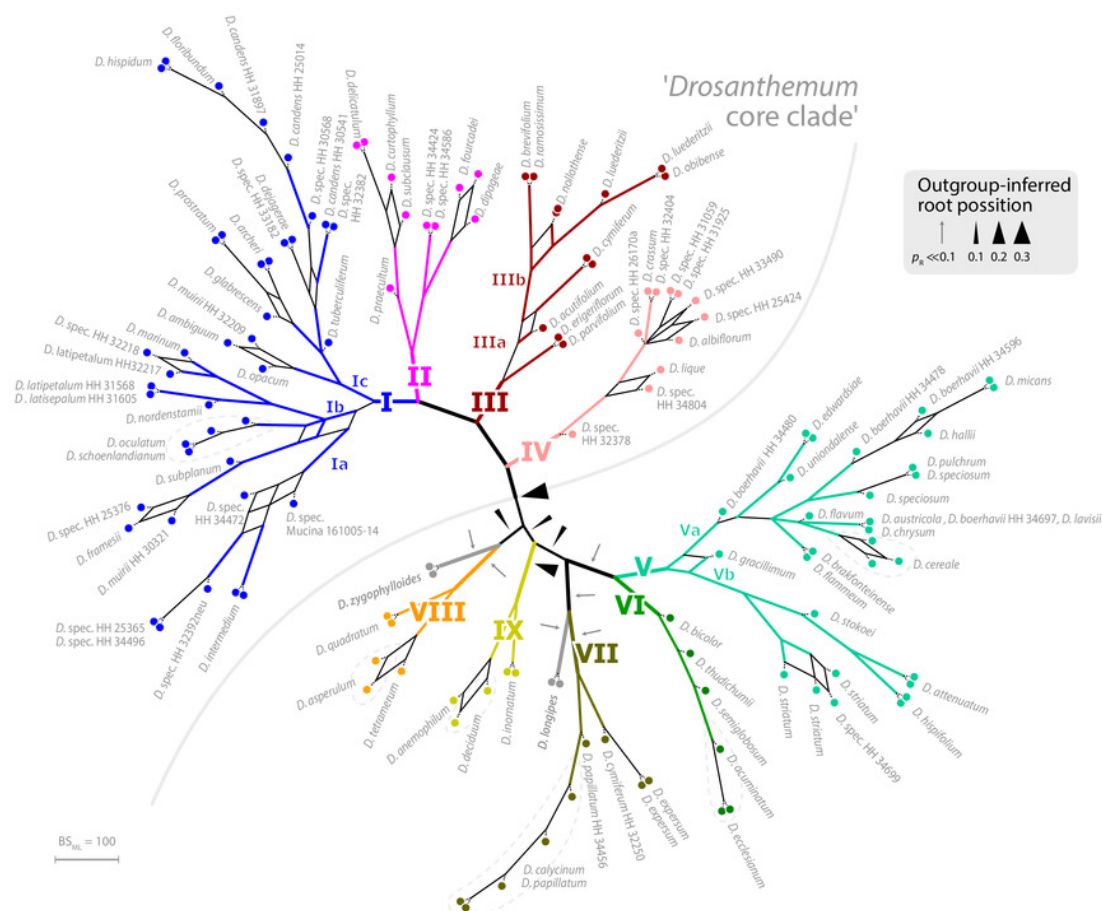 'Drosanthemum
core clade'
Outgroup-inferred
root possition
pR ≪0.1
0.1
0.2
0.3
D. hispidum
D. floribundum
D. candens HH 31897
D. candens HH 25014
D. spec. HH 30568
D. candens HH 30541
D. spec.
HH 32382
D. dejagerae
D. spec. HH 33182
D. prostratum
D. archeri
D. glabrescens
D. tuberculiferum
D. muirii HH 32209
D. ambiguum
D. opacum
D. marinum
D. spec. HH 32218
D. latipetalum HH32217
D. latipetalum HH 31568
D . latisepalum HH 31605
D. nordenstamii
D. oculatum
D. schoenlandianum
D. subplanum
D. spec. HH 25376
D. framesii
D. muirii HH 30321
D. spec.
HH 34472
D. spec.
Mucina 161005-14
D. spec. HH 25365
D. spec. HH 34496
D. spec. HH 32392neu
D. intermedium
I
Ia
Ib
Ic
D. delicatulum
D. curtophyllum
D. subclausum
D. spec. HH 34424
D. spec. HH 34586
D. fourcadei
D. dipageae
D. praecultum
II
D. brevifolium
D. ramosissimum
D. nollothense
D. luederitzii
D. luederitzii
D. obibense
D. cymiferum
D. acutifolium
D. erigeriflorum
D. parvifolium
III
IIIa
IIIb
D. spec. HH 26170a
D. crassum
D. spec. HH 32404
D. spec. HH 31059
D. spec. HH 31925
D. spec. HH 33490
D. spec. HH 25424
D. albiflorum
D. lique
D. spec.
HH 34804
D. spec.
HH 32378
IV
D. boerhavii HH 34480
D. uniondalense
D. edwardsiae
D. boerhavii HH 34478
D. boerhavii HH 34596
D. micans
D. hallii
D. pulchrum
D. speciosum
D. speciosum
D. flavum
D. austricola , D. boerhavii HH 34697, D. lavisii
D. chrysum
D. cereale
D. brakfonteinense
D. flammeum
D. gracillimum
D. stokoei
D. attenuatum
D. hispifolium
D. striatum
D. striatum
D. striatum
D. spec. HH 34699
V
Va
Vb
VI
D. bicolor
D. thudichumii
D. semiglobosum
D. acuminatum
D. ecclesianum
VII
D. longipes
D. papillatum HH 34456
D. cymiferum HH 32250
D. expersum
D. expersum
D. calycinum
D, papillatum
VIII
D. zygophylloides
D. quadratum
D. asperulum
D. tetramerum
IX
D. anemophilum
D. deciduum
D. inornatum
BSML = 100